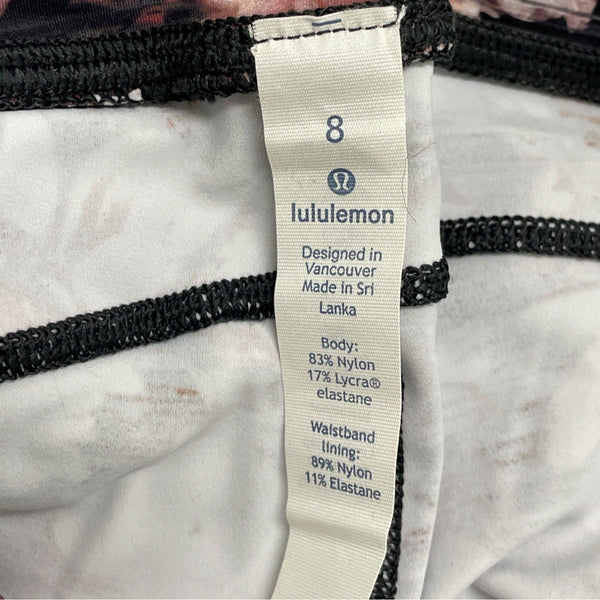 8
lululemon
Designed in
Vancouver
Made in Sri
Lanka
Body:
83% Nylon
17% Lycra®
elastane
Waistband
lining:
89% Nylon
11% Elastane